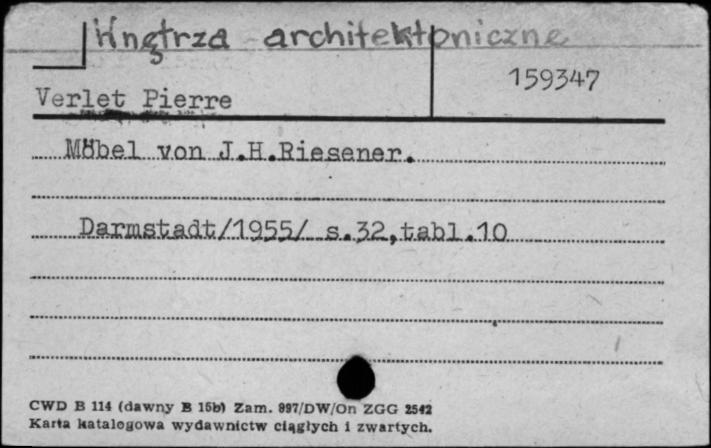 Wnętrza architektoniczne
159347
Verlet Pierre
Möbel von J.H.Riesener.
Darmstadt/1955/ s.32,tabl.10
CWD B 114 (dawny B 15b) Zam. 897/DW/On ZGG 2542
Karta katalogowa wydawnictw ciągłych i zwartych.